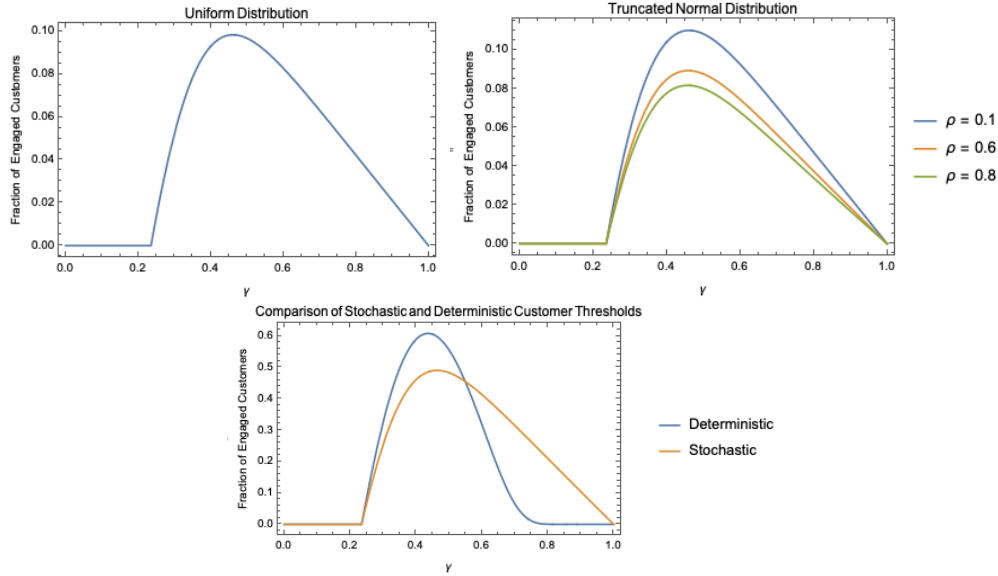 Uniform Distribution
Fraction of Engaged Customers
0.10
0.08
0.06
0.04
0.02
0.00
0.0 0.2 0.4 0.6 0.8 1.0
γ
Truncated Normal Distribution
Fraction of Engaged Customers
0.10
0.08
0.06
0.04
0.02
0.00
0.0 0.2 0.4 0.6 0.8 1.0
γ
ρ = 0.1
ρ = 0.6
ρ = 0.8
Comparison of Stochastic and Deterministic Customer Thresholds
Fraction of Engaged Customers
0.6
0.5
0.4
0.3
0.2
0.1
0.0
0.0 0.2 0.4 0.6 0.8 1.0
γ
Deterministic
Stochastic